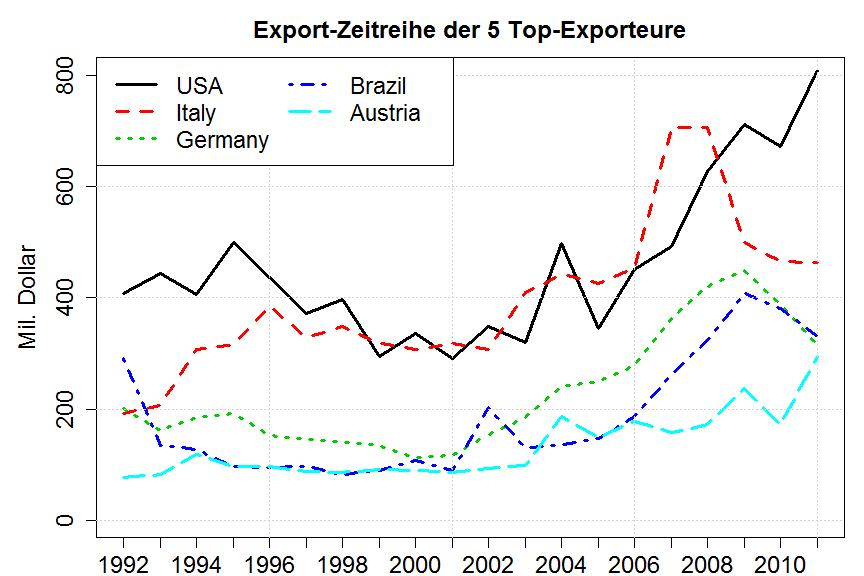 Export-Zeitreihe der 5 Top-Exporteure
USA
Italy
Germany
Brazil
Austria
Mil. Dollar
800
600
400
200
0
1992 1994 1996 1998 2000 2002 2004 2006 2008 2010